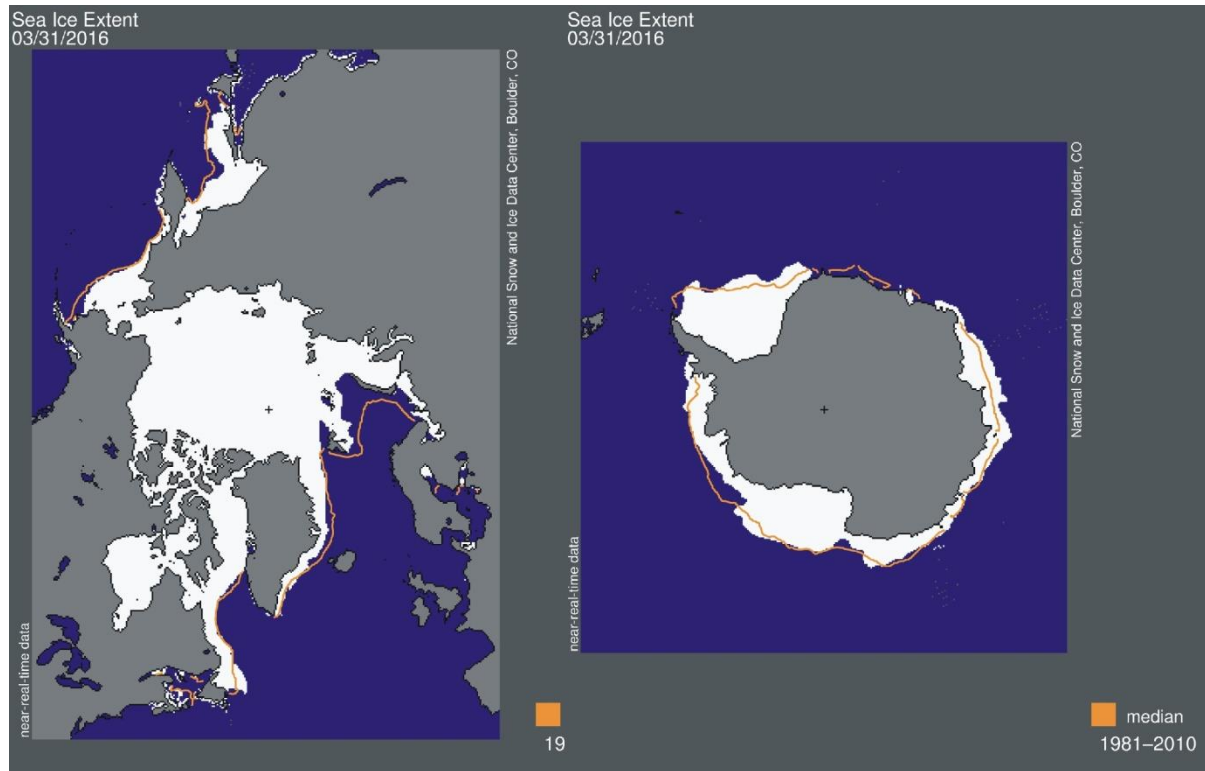 Sea Ice Extent
03/31/2016
National Snow and Ice Data Center, Boulder, CO
near-real-time data
19
Sea Ice Extent
03/31/2016
National Snow and Ice Data Center, Boulder, CO
near-real-time data
median
1981–2010